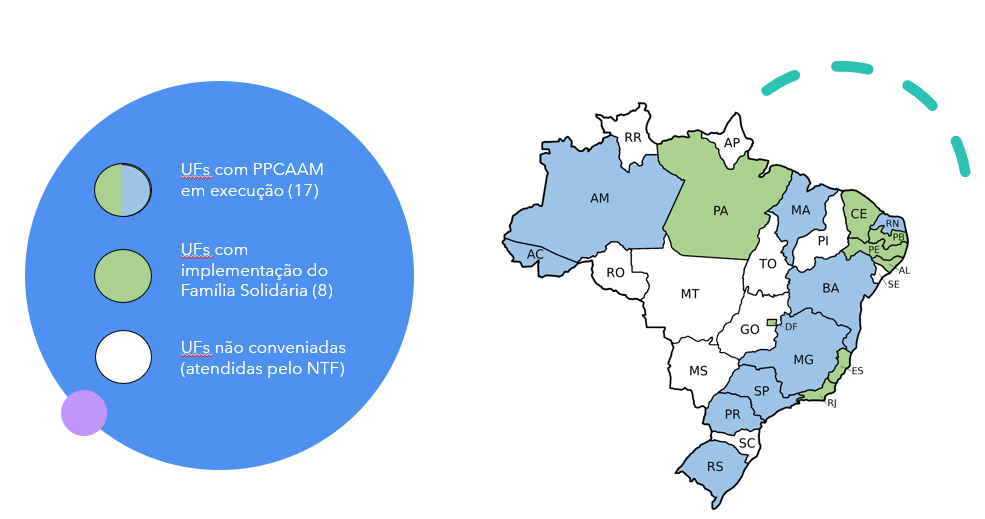 UFs com PPCAAM
em execução (17)
UFs com
implementação do
Família Solidária (8)
UFs não conveniadas
(atendidas pelo NTF)
RR
AP
AM
PA
MA
CE
RN
PB
PI
PE
AC
TO
AL
RO
SE
BA
MT
GO
DF
MG
MS
ES
SP
RJ
PR
SC
RS